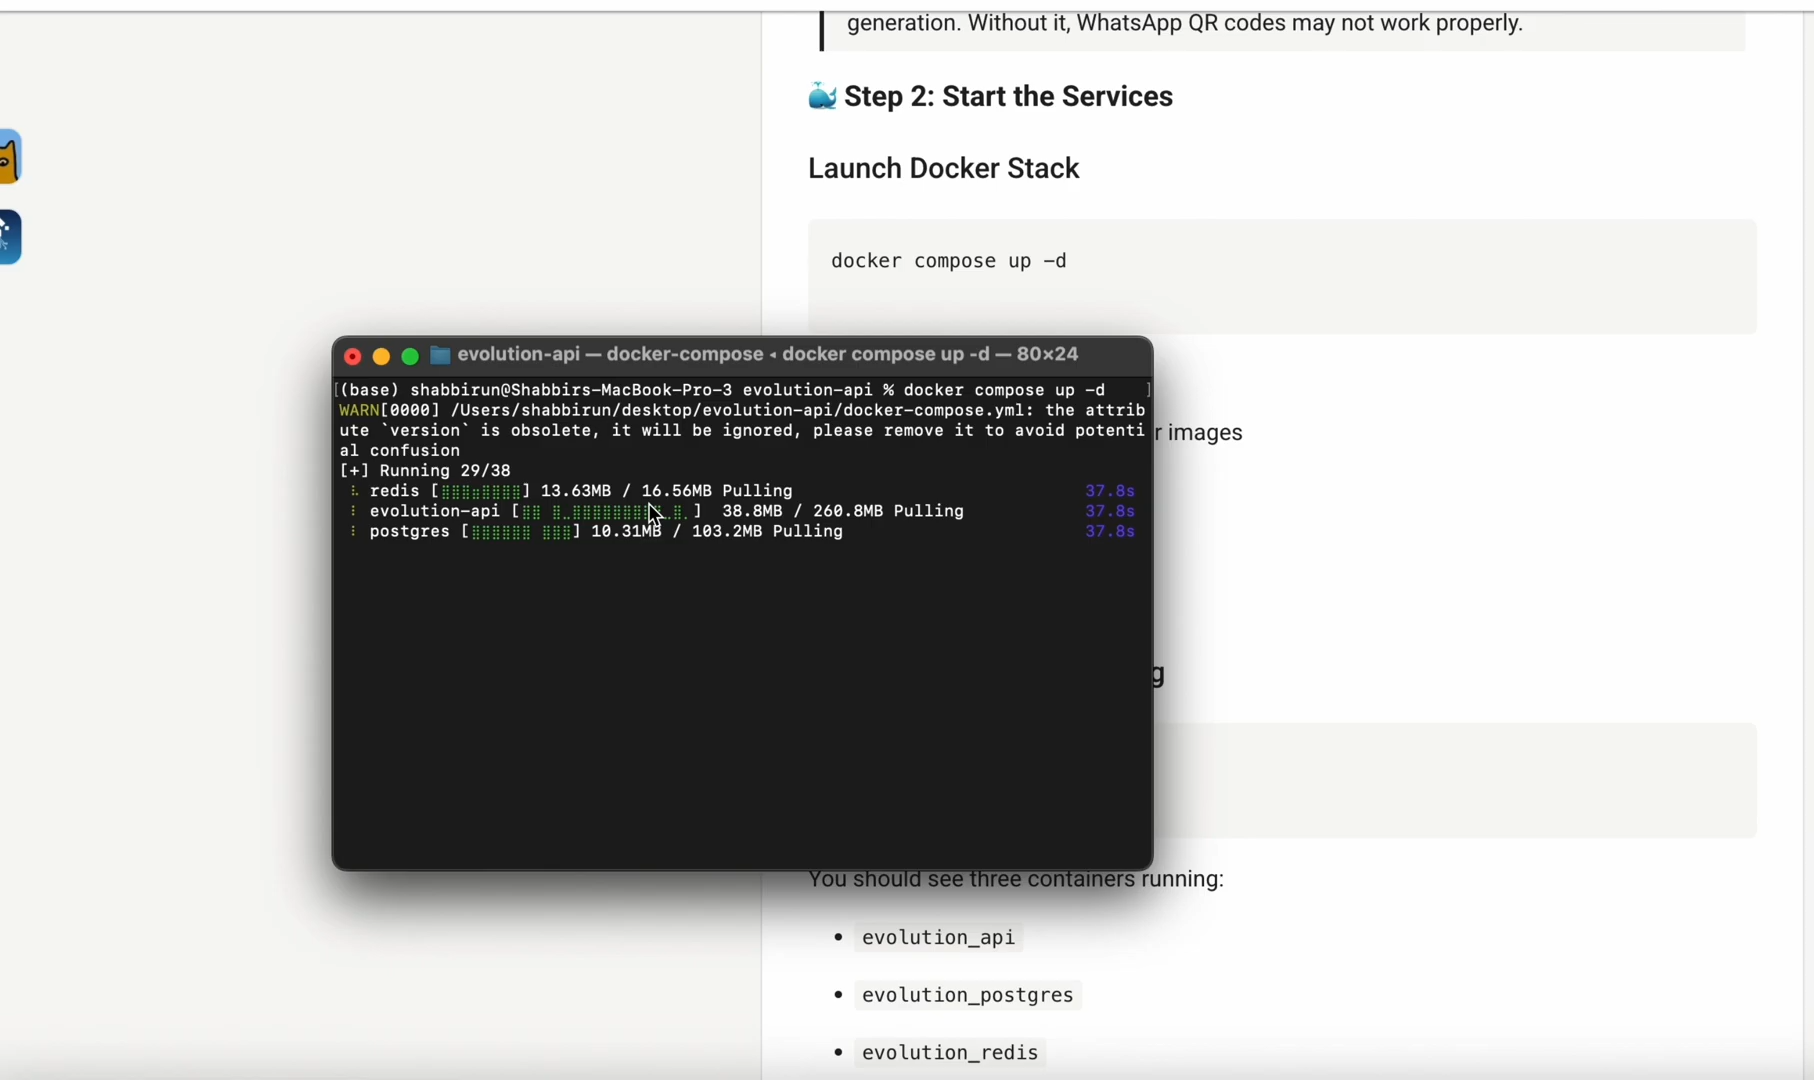 generation. Without it, WhatsApp QR codes may not work properly.
🐳 Step 2: Start the Services
Launch Docker Stack
docker compose up -d
evolution-api — docker-compose ◂ docker compose up -d — 80×24
[(base) shabbirun@Shabbirs-MacBook-Pro-3 evolution-api % docker compose up -d ]
WARN[0000] /Users/shabbirun/desktop/evolution-api/docker-compose.yml: the attrib
ute `version` is obsolete, it will be ignored, please remove it to avoid potenti
al confusion
[+] Running 29/38
redis [⣿⣿⣿⣶⣿⣿⣿⣿] 13.63MB / 16.56MB Pulling 37.8s
evolution-api [⣿⣿ ⣿⣀⣿⣿⣿⣿⣿⣿⣿⣿⣿⣀⣿⡀] 38.8MB / 260.8MB Pulling 37.8s
postgres [⣿⣿⣿⣿⣿⣿ ⣿⣿⣿] 10.31MB / 103.2MB Pulling 37.8s
r images
g
You should see three containers running:
• evolution_api
• evolution_postgres
• evolution_redis